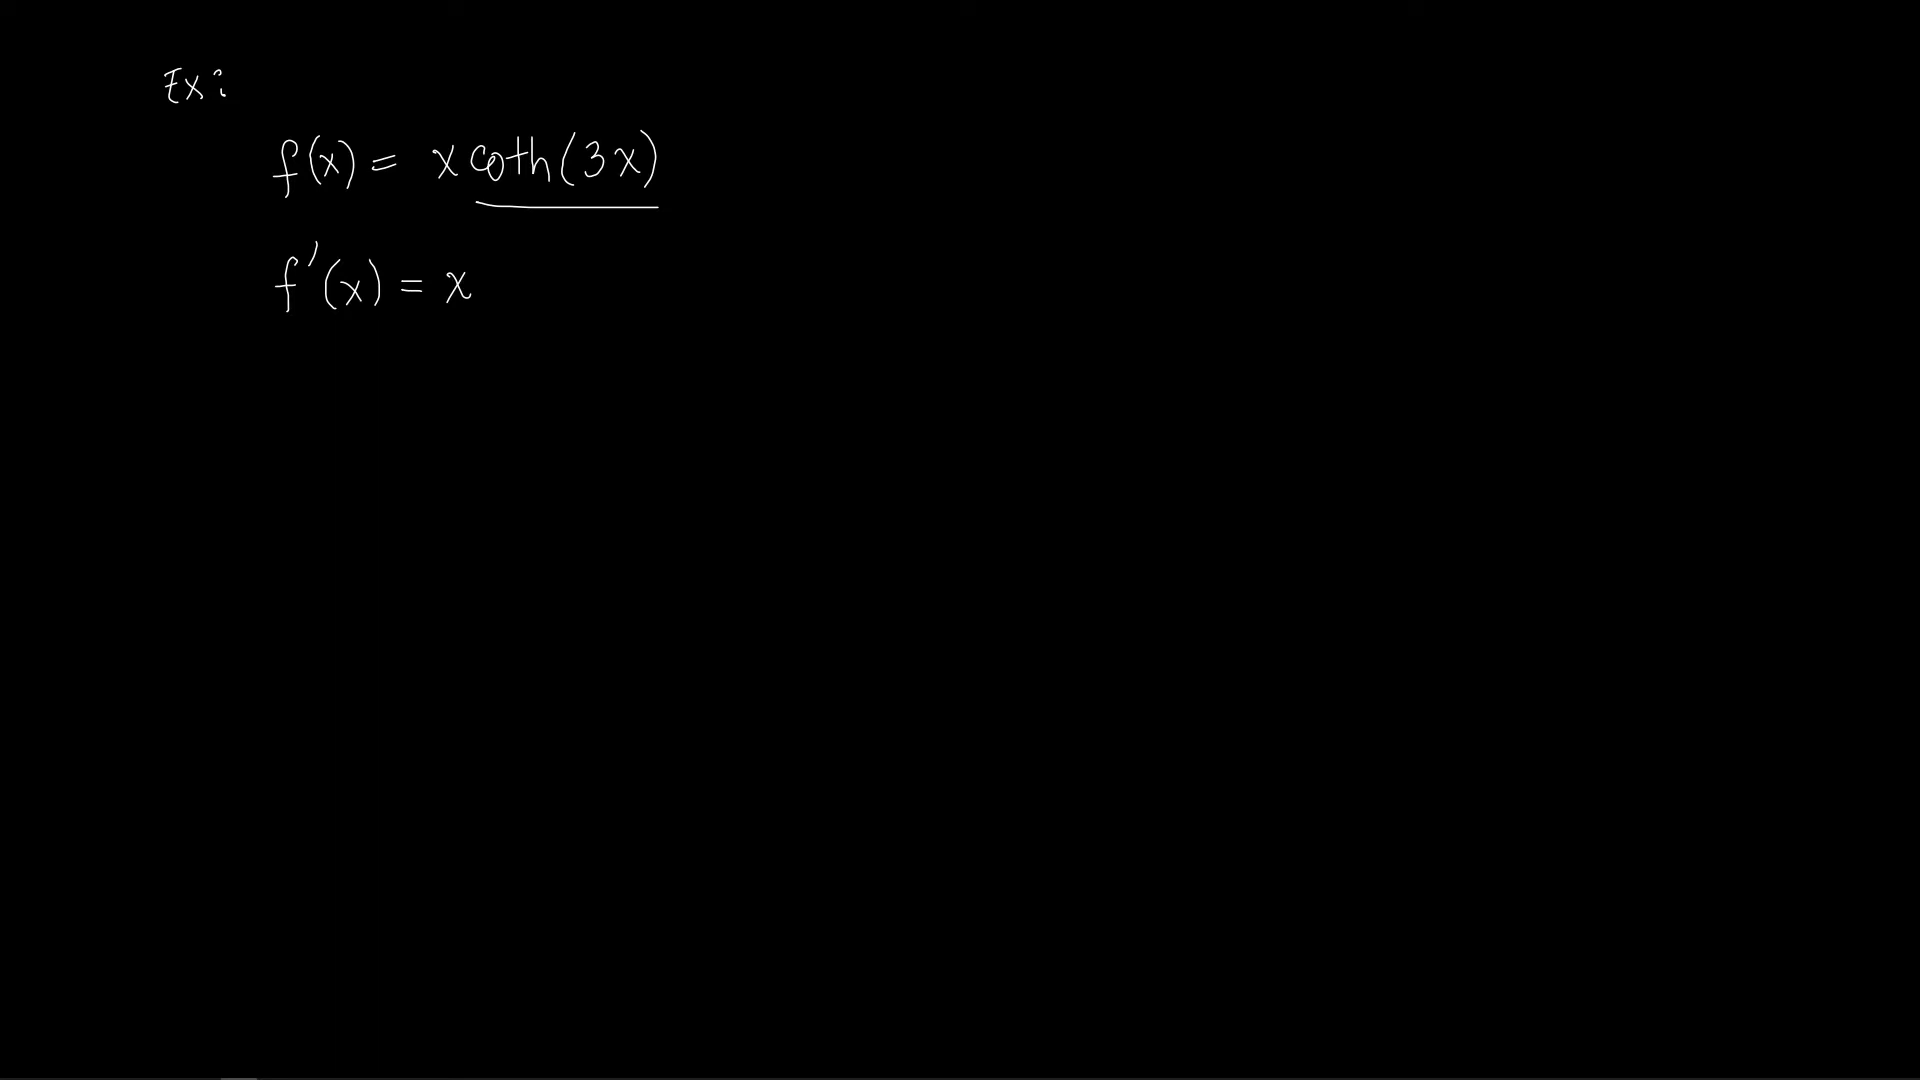 Ex:
f(x) = x coth(3x)
f'(x) = x